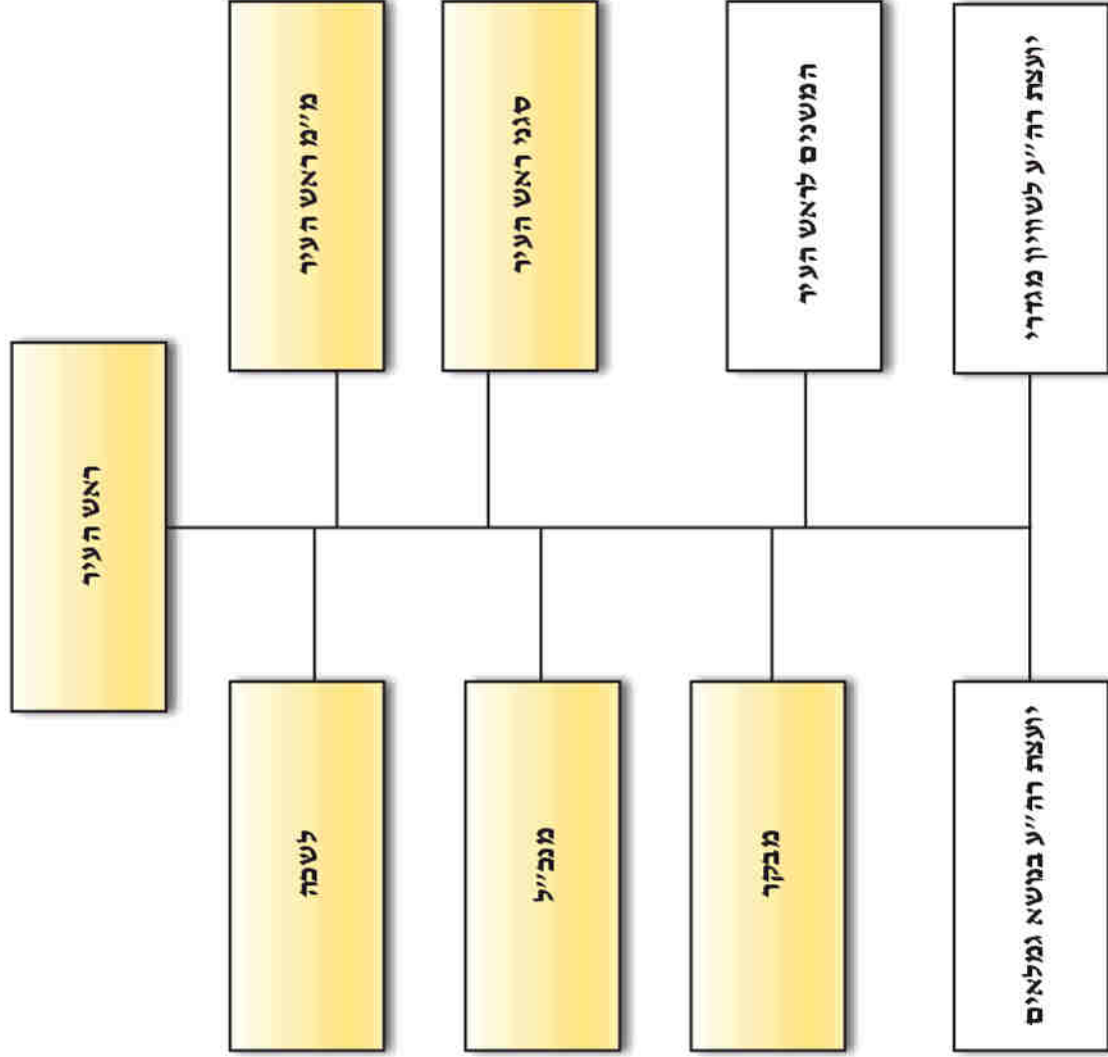 ראש העיר
מ״מ ראש העיר
לשכה
סגני ראש העיר
מנכ״ל
מבקר
המשנים לראש העיר
יועצת רה״ע לשוויון מגדרי
יועצת רה״ע בנושא גמלאים